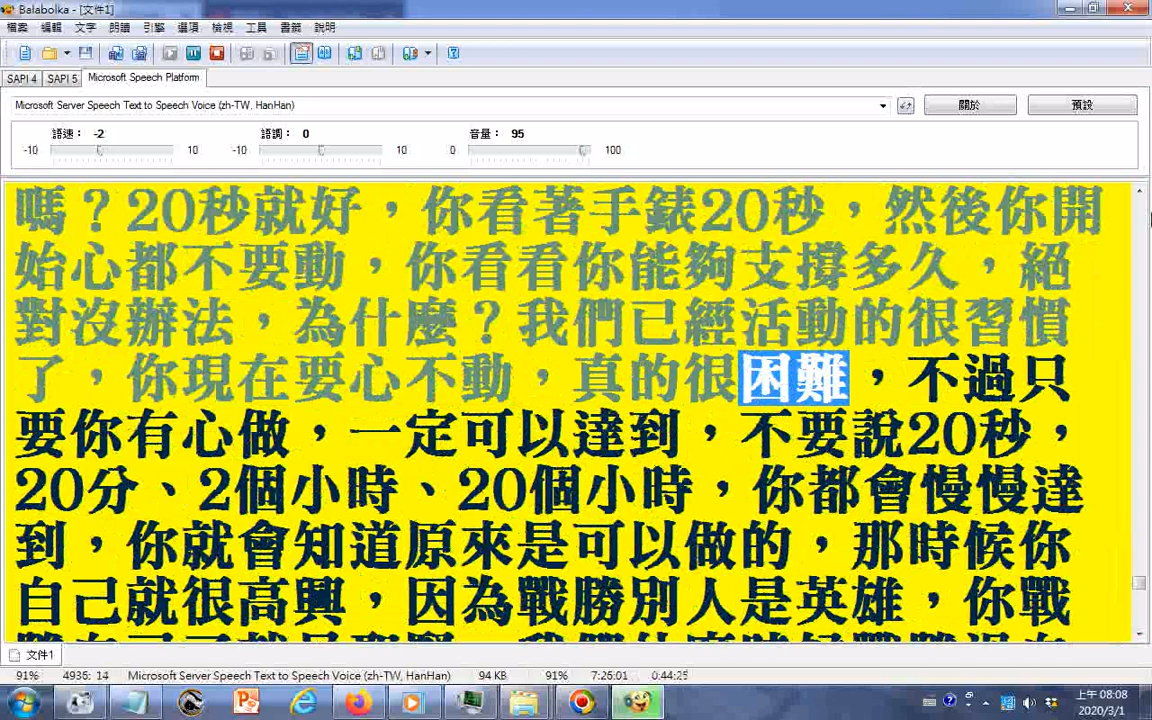 Balabolka - [文件1]
檔案 編輯 文字 朗讀 引擎 選項 檢視 工具 書籤 說明
SAPI 4 SAPI 5 Microsoft Speech Platform
Microsoft Server Speech Text to Speech Voice (zh-TW, HanHan) 關於 預設
語速： -2 語調： 0 音量： 95
-10 10 -10 10 0 100
嗎？20秒就好，你看著手錶20秒，然後你開
始心都不要動，你看看你能夠支撐多久，絕
對沒辦法，為什麼？我們已經活動的很習慣
了，你現在要心不動，真的很困難，不過只
要你有心做，一定可以達到，不要說20秒，
20分、2個小時、20個小時，你都會慢慢達
到，你就會知道原來是可以做的，那時候你
自己就很高興，因為戰勝別人是英雄，你戰
文件1
91% 4935: 14 Microsoft Server Speech Text to Speech Voice (zh-TW, HanHan) 94 KB 91% 7:25:01 0:44:25
上午 08:08
2020/3/1